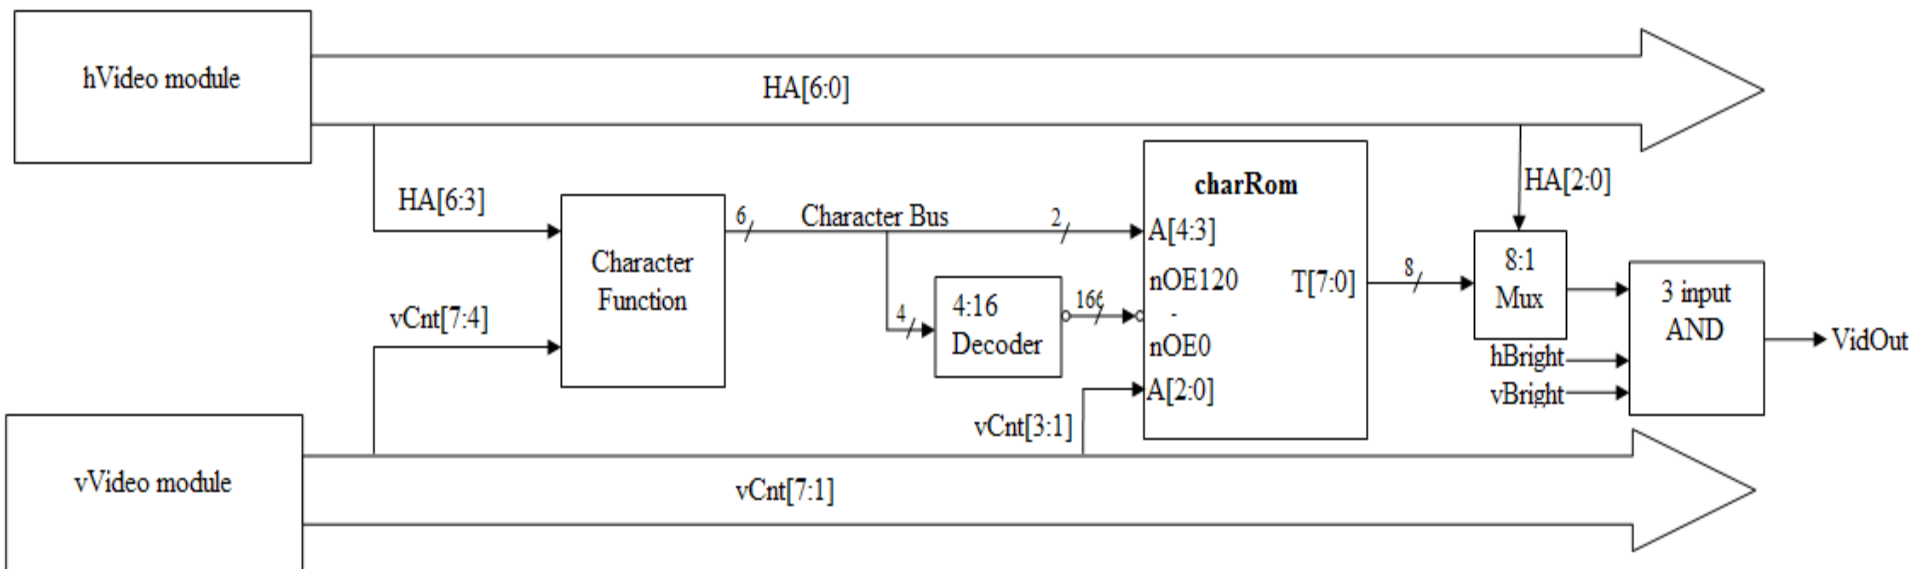 hVideo module
HA[6:0]
HA[6:3]
HA[2:0]
charRom
6
Character Bus
2
A[4:3]
Character
Function
8:1
Mux
nOE120
T[7:0]
8
3 input
AND
4:16
Decoder
16¢
-
4
vCnt[7:4]
nOE0
hBright
VidOut
A[2:0]
vBright
vCnt[3:1]
vVideo module
vCnt[7:1]